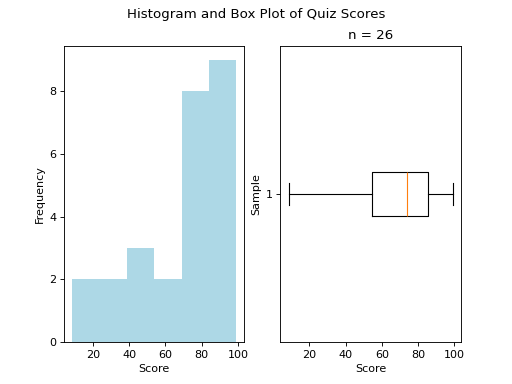 Histogram and Box Plot of Quiz Scores
8
6
4
2
0
Frequency
20 40 60 80 100
Score
n = 26
1
Sample
20 40 60 80 100
Score